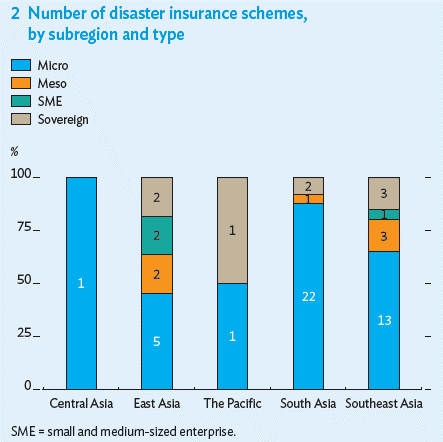 2 Number of disaster insurance schemes,
by subregion and type
Micro
Meso
SME
Sovereign
%
100
75
50
25
0
1
2
2
2
5
1
1
2
1
22
3
1
3
13
Central Asia East Asia The Pacific South Asia Southeast Asia
SME = small and medium-sized enterprise.